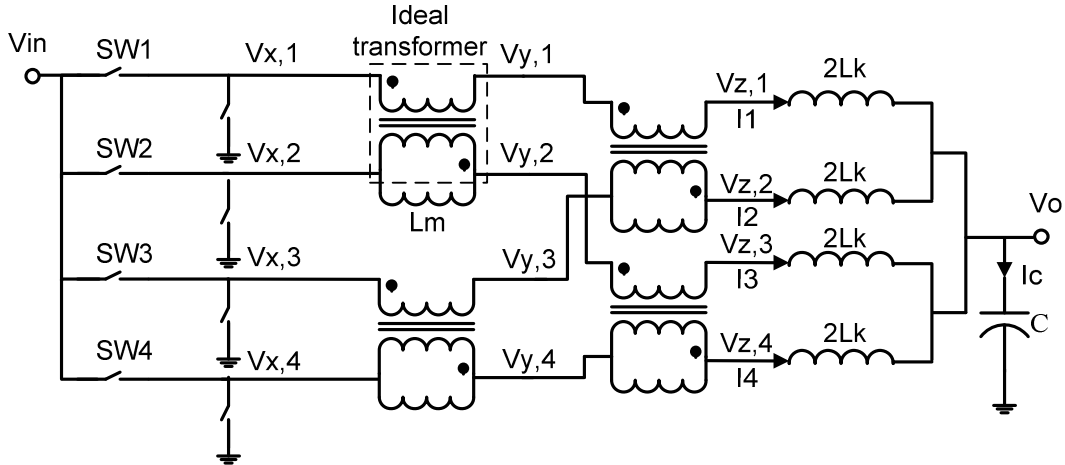 Ideal
transformer
Vin
SW1
Vx,1
Vy,1
Vz,1
I1
2Lk
SW2
Vx,2
Vy,2
Lm
Vz,2
I2
2Lk
Vo
SW3
Vx,3
Vy,3
Vz,3
I3
2Lk
Ic
C
SW4
Vx,4
Vy,4
Vz,4
I4
2Lk